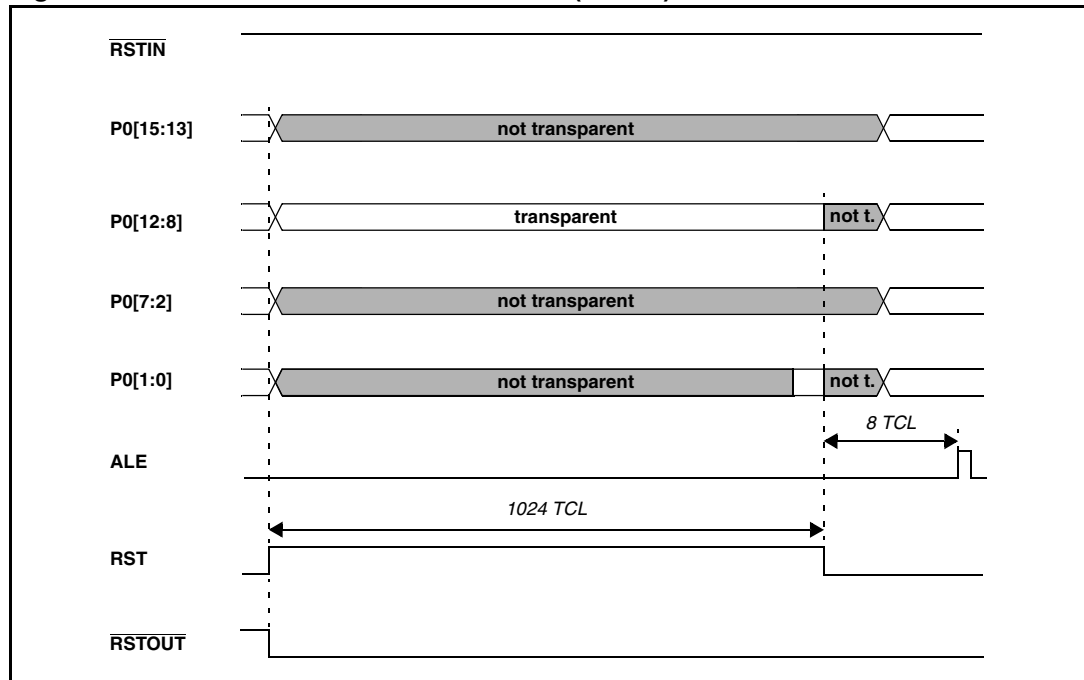 RSTIN
P0[15:13]
not transparent
P0[12:8]
transparent
not t.
P0[7:2]
not transparent
P0[1:0]
not transparent
not t.
8 TCL
ALE
1024 TCL
RST
RSTOUT